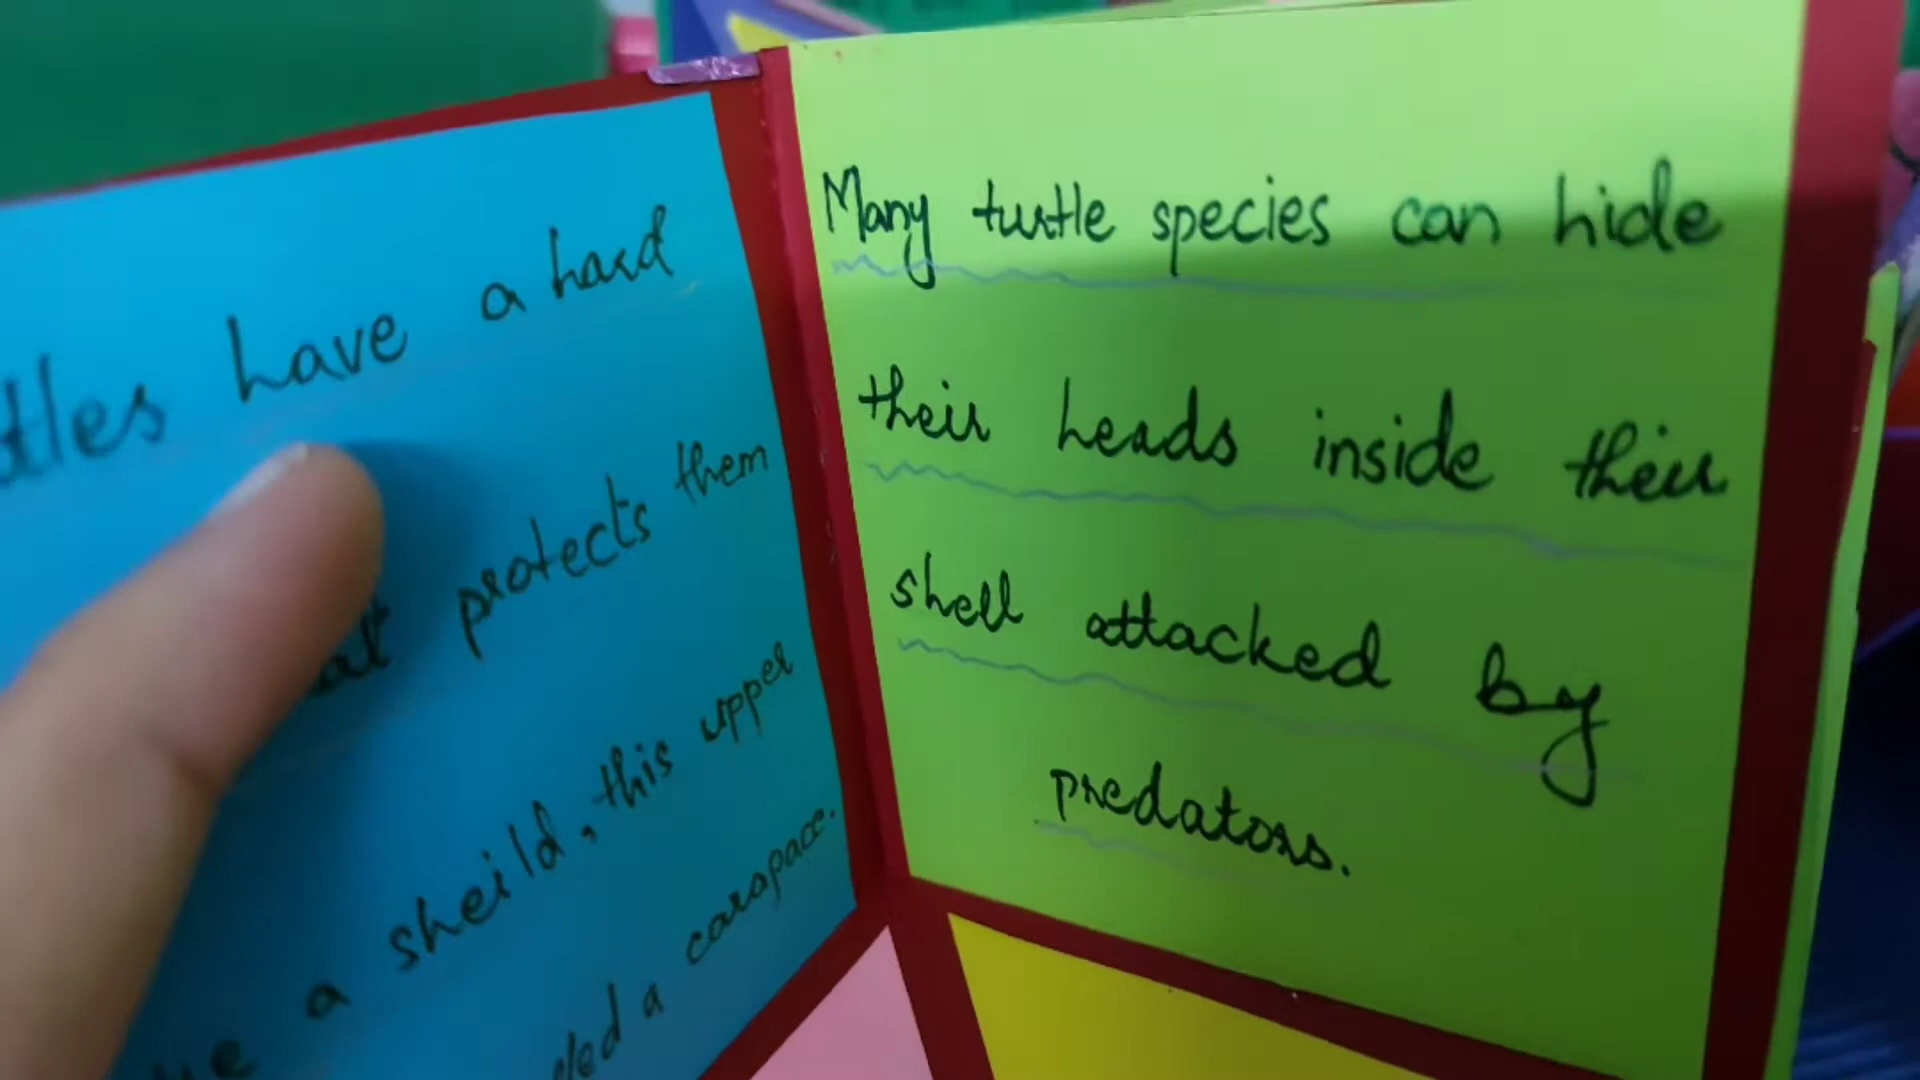 have a hard
protects them
a sheild, this upper
a carapace.
Many turtle species can hide
their heads inside their
shell attacked by
predators.